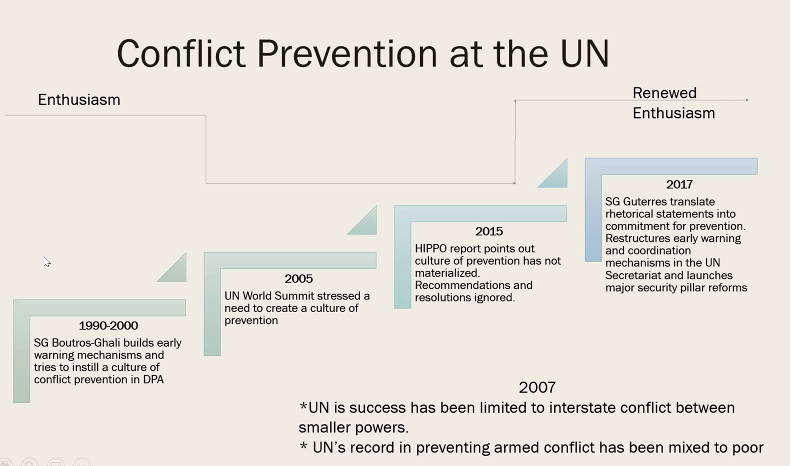 Conflict Prevention at the UN
Enthusiasm
Renewed
Enthusiasm
1990-2000
SG Boutros-Ghali builds early
warning mechanisms and
tries to instill a culture of
conflict prevention in DPA
2005
UN World Summit stressed a
need to create a culture of
prevention
2015
HIPPO report points out
culture of prevention has not
materialized.
Recommendations and
resolutions ignored.
2017
SG Guterres translate
rhetorical statements into
commitment for prevention.
Restructures early warning
and coordination
mechanisms in the UN
Secretariat and launches
major security pillar reforms
2007
*UN is success has been limited to interstate conflict between
smaller powers.
* UN’s record in preventing armed conflict has been mixed to poor